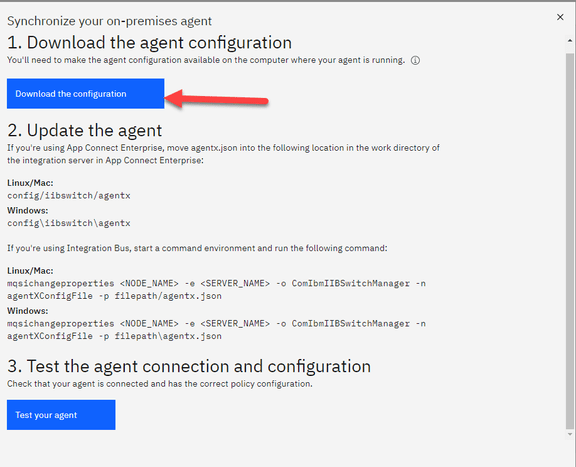 Synchronize your on-premises agent
1. Download the agent configuration
You'll need to make the agent configuration available on the computer where your agent is running.
Download the configuration
2. Update the agent
If you're using App Connect Enterprise, move agentx.json into the following location in the work directory of
the integration server in App Connect Enterprise:
Linux/Mac:
config/iibswitch/agentx
Windows:
config\iibswitch\agentx
If you're using Integration Bus, start a command environment and run the following command:
Linux/Mac:
mqsichangeproperties <NODE_NAME> -e <SERVER_NAME> -o ComIbmIIBSwitchManager -n
agentXConfigFile -p filepath/agentx.json
Windows:
mqsichangeproperties <NODE_NAME> -e <SERVER_NAME> -o ComIbmIIBSwitchManager -n
agentXConfigFile -p filepath\agentx.json
3. Test the agent connection and configuration
Check that your agent is connected and has the correct policy configuration.
Test your agent